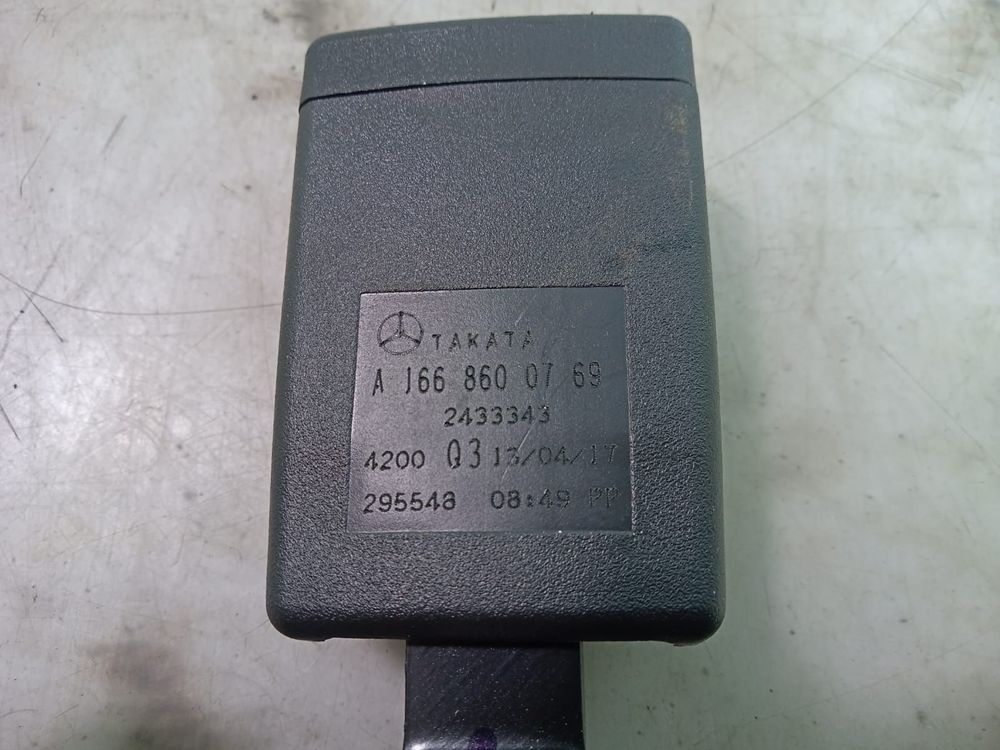 TAKATA
A 166 860 07 69
2433343
4200 Q3 13/04/17
295548 08:49 PP